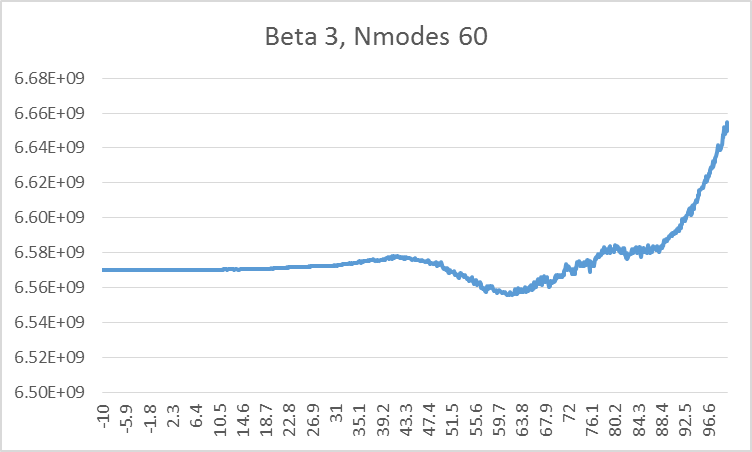 Beta 3, Nmodes 60
6.68E+09
6.66E+09
6.64E+09
6.62E+09
6.60E+09
6.58E+09
6.56E+09
6.54E+09
6.52E+09
6.50E+09
-10
-5.9
-1.8
2.3
6.4
10.5
14.6
18.7
22.8
26.9
31
35.1
39.2
43.3
47.4
51.5
55.6
59.7
63.8
67.9
72
76.1
80.2
84.3
88.4
92.5
96.6